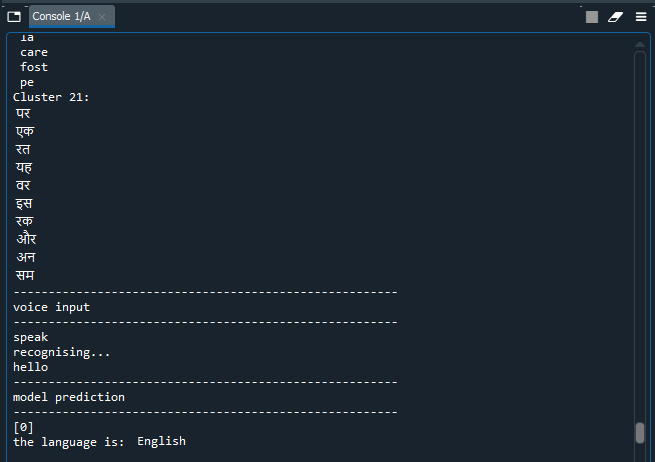 Console 1/A
la
care
fost
pe
Cluster 21:
पर
एक
रत
यह
वर
इस
रक
और
अन
सम
-------------------------------------------------------
voice input
-------------------------------------------------------
speak
recognising...
hello
-------------------------------------------------------
model prediction
-------------------------------------------------------
[0]
the language is: English